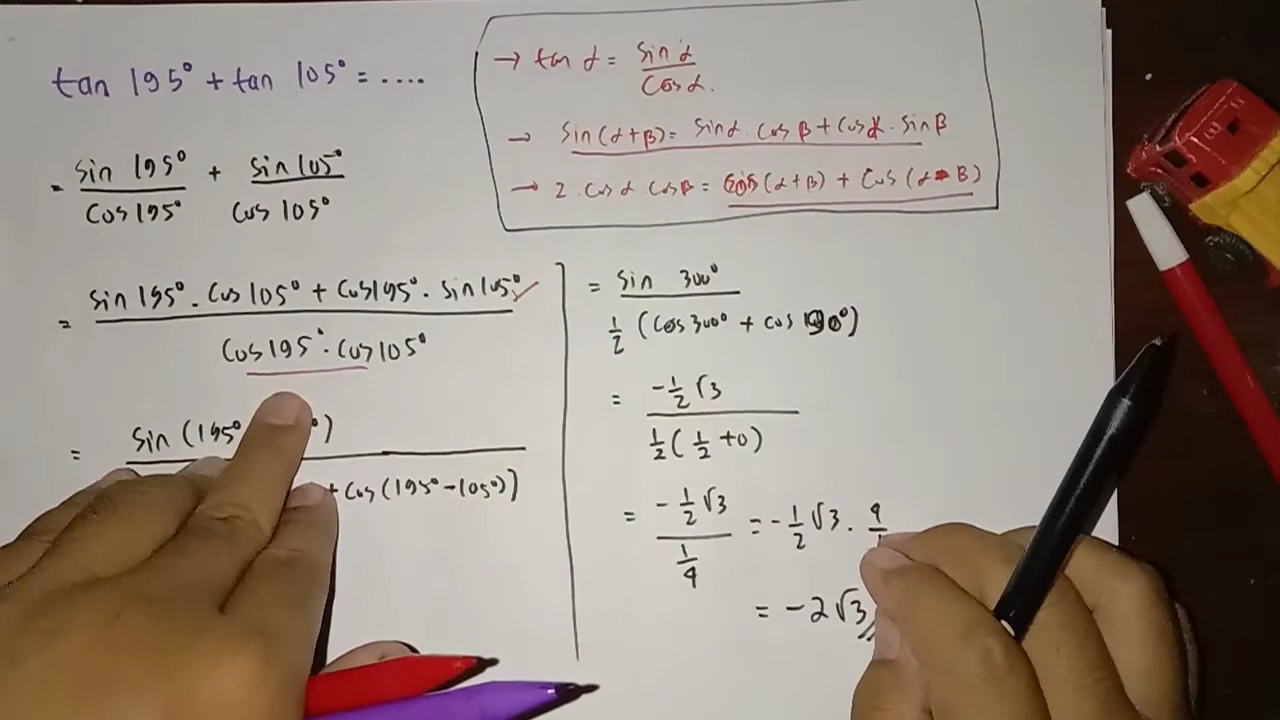 tan 195° + tan 105° = ....
= sin 195° / cos 195° + sin 105° / cos 105°
= sin 195° . cos 105° + cos 195° . sin 105° ✓ / cos 195° . cos 105°
= sin (195° °) / + cos (195° - 105°)
→ tan α = sin α / cos α.
→ sin (α+β) = sin α . cos β + cos α . sin β
→ 2 . cos α cos β = cos (α+β) + cos (α - β)
= sin 300° / 1/2 (cos 300° + cos 90°)
= -1/2 √3 / 1/2 (1/2 + 0)
= -1/2 √3 / 1/4 = -1/2 √3 . 4/
= -2 √3